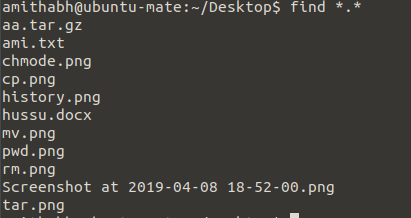 amithabh@ubuntu-mate:~/Desktop$ find *.*
aa.tar.gz
ami.txt
chmode.png
cp.png
history.png
hussu.docx
mv.png
pwd.png
rm.png
Screenshot at 2019-04-08 18-52-00.png
tar.png